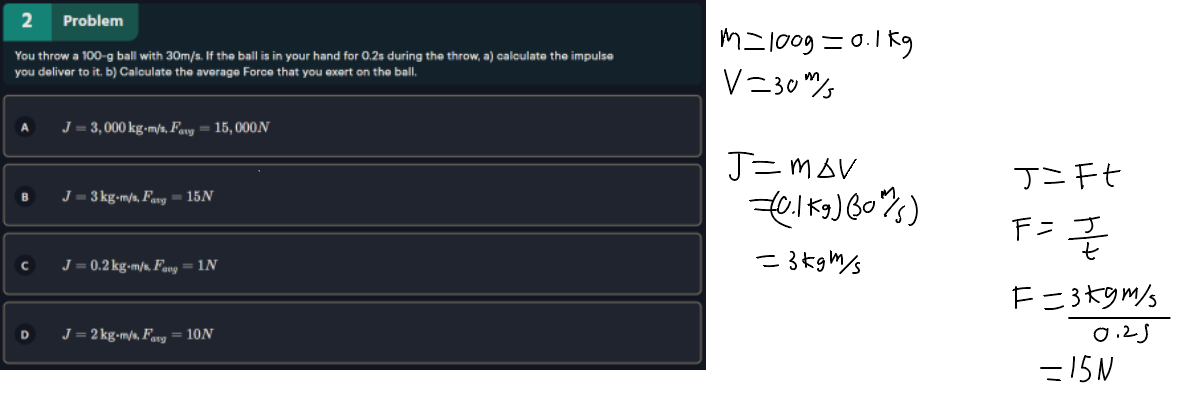 2 Problem
You throw a 100-g ball with 30m/s. If the ball is in your hand for 0.2s during the throw, a) calculate the impulse
you deliver to it. b) Calculate the average Force that you exert on the ball.
A J = 3,000 kg·m/s, F_avg = 15,000N
B J = 3 kg·m/s, F_avg = 15N
C J = 0.2 kg·m/s, F_avg = 1N
D J = 2 kg·m/s, F_avg = 10N
m=100g=0.1kg
V=30 m/s
J=mΔV
=(0.1kg)(30 m/s)
=3kgm/s
J=Ft
F=J/t
F=3kgm/s / 0.2s
=15N